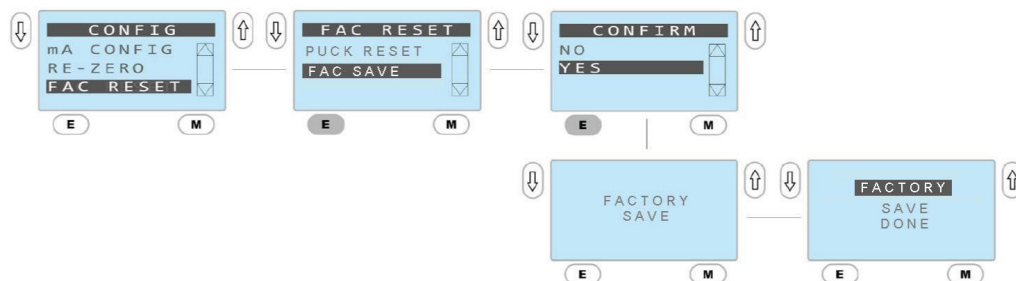 CONFIG
mA CONFIG
RE-ZERO
FAC RESET
E M
FAC RESET
PUCK RESET
FAC SAVE
E M
CONFIRM
NO
YES
E M
FACTORY
SAVE
E M
FACTORY
SAVE
DONE
E M